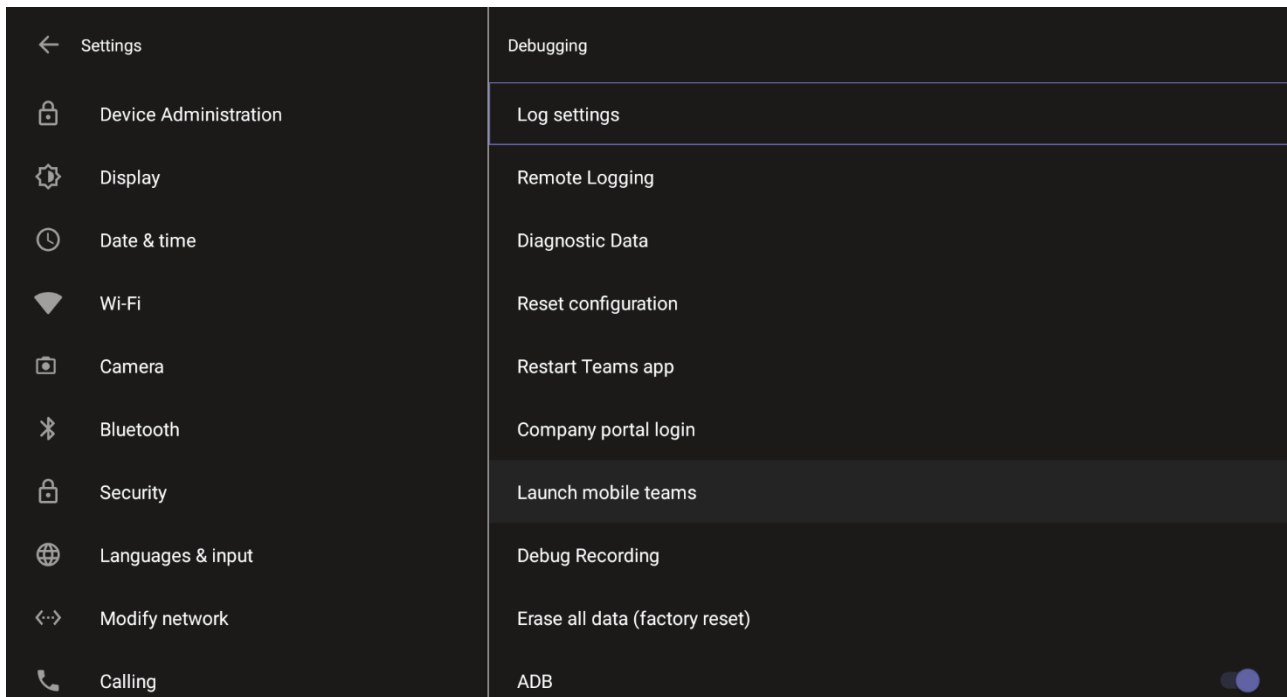 Settings
Device Administration
Display
Date & time
Wi-Fi
Camera
Bluetooth
Security
Languages & input
Modify network
Calling
Debugging
Log settings
Remote Logging
Diagnostic Data
Reset configuration
Restart Teams app
Company portal login
Launch mobile teams
Debug Recording
Erase all data (factory reset)
ADB